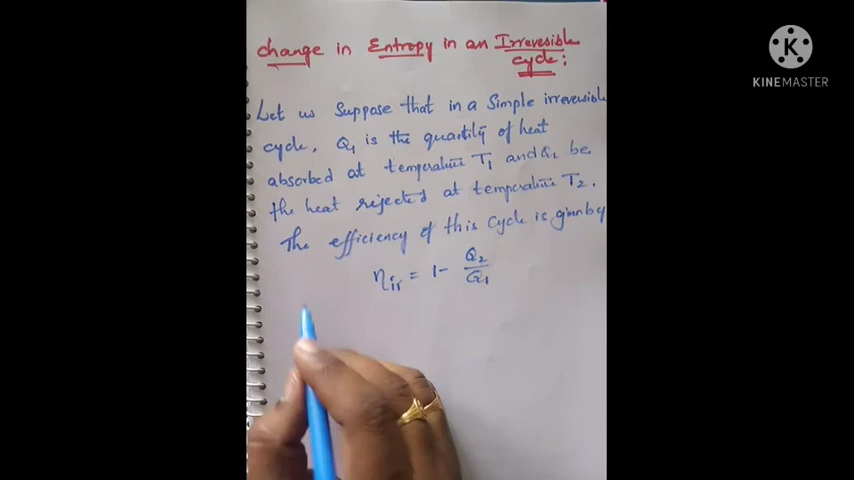 change in Entropy in an Irrevesible
cycle:
Let us suppose that in a simple irreversible
cycle, Q1 is the quantity of heat
absorbed at temperature T1 and Q2 be
the heat rejected at temperature T2.
The efficiency of this cycle is given by
ηir = 1- Q2/Q1
K
KINEMASTER